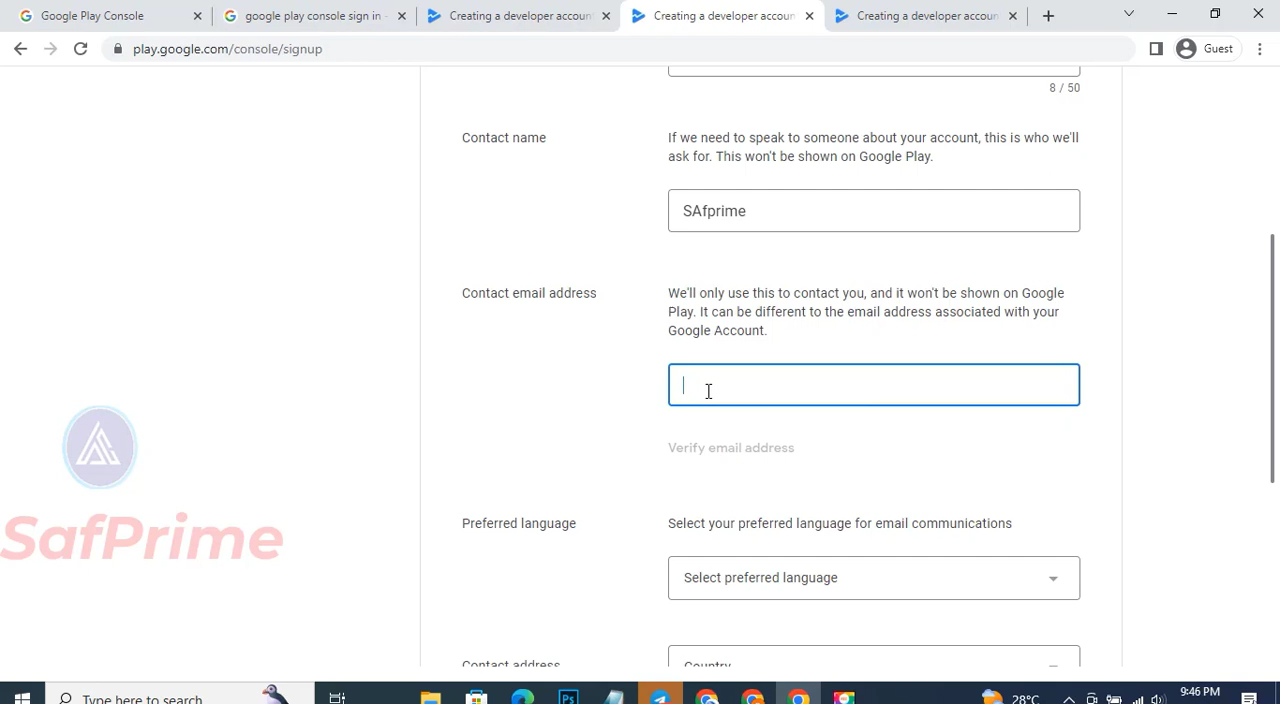 Google Play Console
google play console sign in -
Creating a developer accoun
Creating a developer accoun
Creating a developer accoun
play.google.com/console/signup
Guest
8 / 50
Contact name
If we need to speak to someone about your account, this is who we'll
ask for. This won't be shown on Google Play.
SAfprime
Contact email address
We'll only use this to contact you, and it won't be shown on Google
Play. It can be different to the email address associated with your
Google Account.
Verify email address
SafPrime
Preferred language
Select your preferred language for email communications
Select preferred language
Contact address
Country
Type here to search
Ps
28°C
9:46 PM